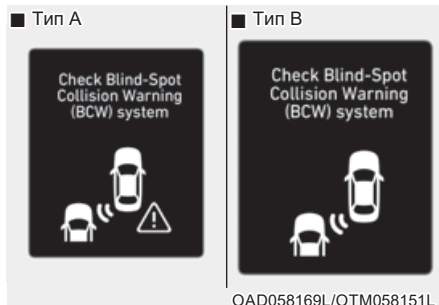 ■ Тип A
Check Blind-Spot
Collision Warning
(BCW) system
■ Тип B
Check Blind-Spot
Collision Warning
(BCW) system
OAD058169L/OTM058151L